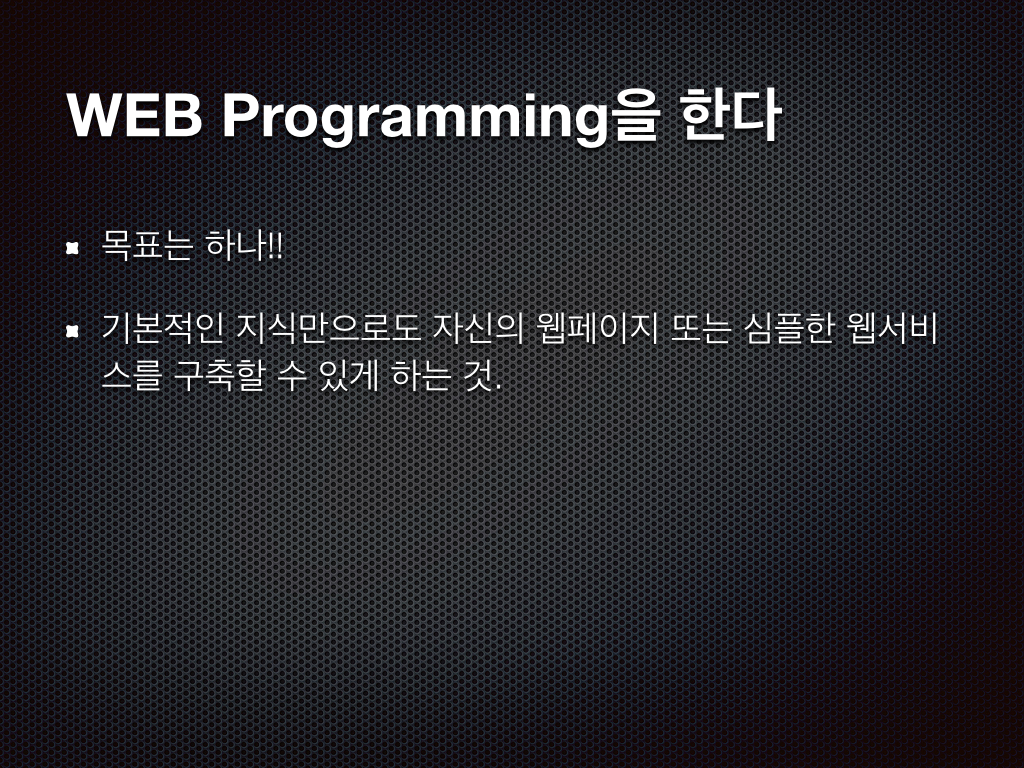 WEB Programming을 한다
목표는 하나!!
기본적인 지식만으로도 자신의 웹페이지 또는 심플한 웹서비
스를 구축할 수 있게 하는 것.